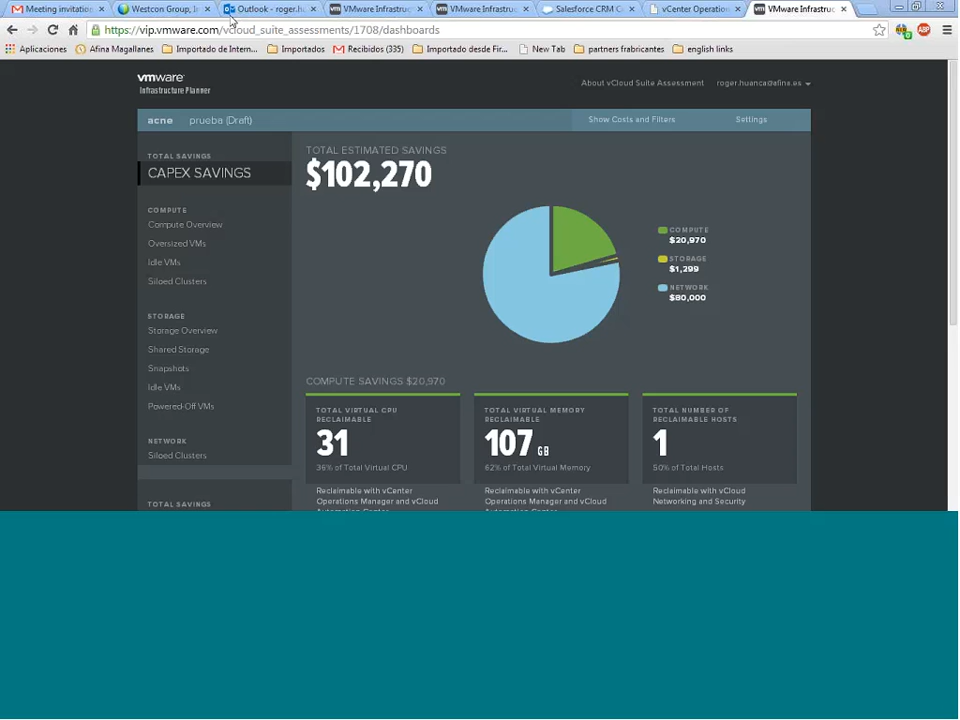 Meeting invitation
Westcon Group, I
Outlook - roger.hu
VMware Infrastruc
VMware Infrastruc
Salesforce CRM C
vCenter Operation
VMware Infrastruc
https://vip.vmware.com/vcloud_suite_assessments/1708/dashboards
Aplicaciones
Afina Magallanes
Importado de Intern...
Importados
Recibidos (335)
Importado desde Fir...
New Tab
partners frabricantes
english links
vmware
Infrastructure Planner
About vCloud Suite Assessment
roger.huanca@afina.es
acne
prueba (Draft)
Show Costs and Filters
Settings
TOTAL SAVINGS
CAPEX SAVINGS
COMPUTE
Compute Overview
Oversized VMs
Idle VMs
Siloed Clusters
STORAGE
Storage Overview
Shared Storage
Snapshots
Idle VMs
Powered-Off VMs
NETWORK
Siloed Clusters
TOTAL SAVINGS
TOTAL ESTIMATED SAVINGS
$102,270
COMPUTE
$20,970
STORAGE
$1,299
NETWORK
$80,000
COMPUTE SAVINGS $20,970
TOTAL VIRTUAL CPU
RECLAIMABLE
31
36% of Total Virtual CPU
Reclaimable with vCenter
Operations Manager and vCloud
Automation Center
TOTAL VIRTUAL MEMORY
RECLAIMABLE
107 GB
62% of Total Virtual Memory
Reclaimable with vCenter
Operations Manager and vCloud
Automation Center
TOTAL NUMBER OF
RECLAIMABLE HOSTS
1
50% of Total Hosts
Reclaimable with vCloud
Networking and Security